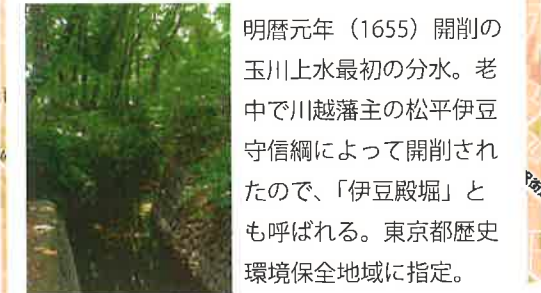 明暦元年（1655）開削の
玉川上水最初の分水。老
中で川越藩主の松平伊豆
守信綱によって開削され
たので、「伊豆殿堀」と
も呼ばれる。東京都歴史
環境保全地域に指定。